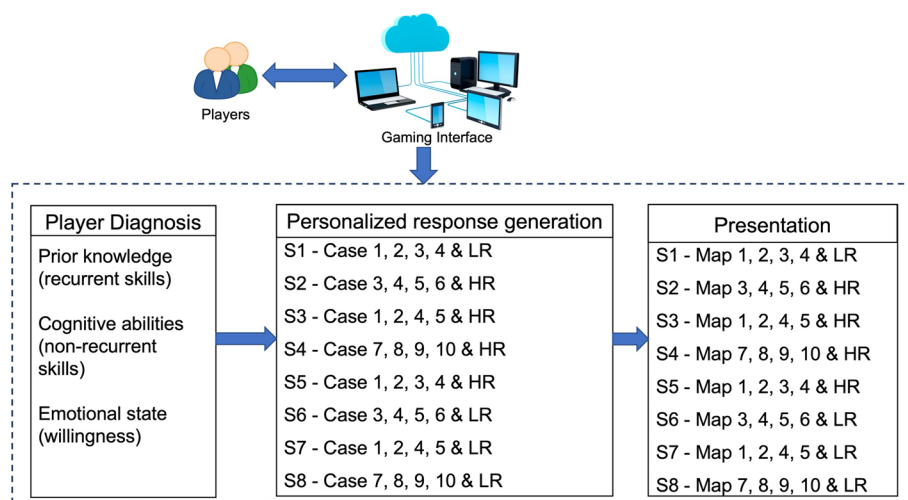 Players
Gaming Interface
Player Diagnosis
Prior knowledge
(recurrent skills)
Cognitive abilities
(non-recurrent
skills)
Emotional state
(willingness)
Personalized response generation
S1 - Case 1, 2, 3, 4 & LR
S2 - Case 3, 4, 5, 6 & HR
S3 - Case 1, 2, 4, 5 & HR
S4 - Case 7, 8, 9, 10 & HR
S5 - Case 1, 2, 3, 4 & HR
S6 - Case 3, 4, 5, 6 & LR
S7 - Case 1, 2, 4, 5 & LR
S8 - Case 7, 8, 9, 10 & LR
Presentation
S1 - Map 1, 2, 3, 4 & LR
S2 - Map 3, 4, 5, 6 & HR
S3 - Map 1, 2, 4, 5 & HR
S4 - Map 7, 8, 9, 10 & HR
S5 - Map 1, 2, 3, 4 & HR
S6 - Map 3, 4, 5, 6 & LR
S7 - Map 1, 2, 4, 5 & LR
S8 - Map 7, 8, 9, 10 & LR